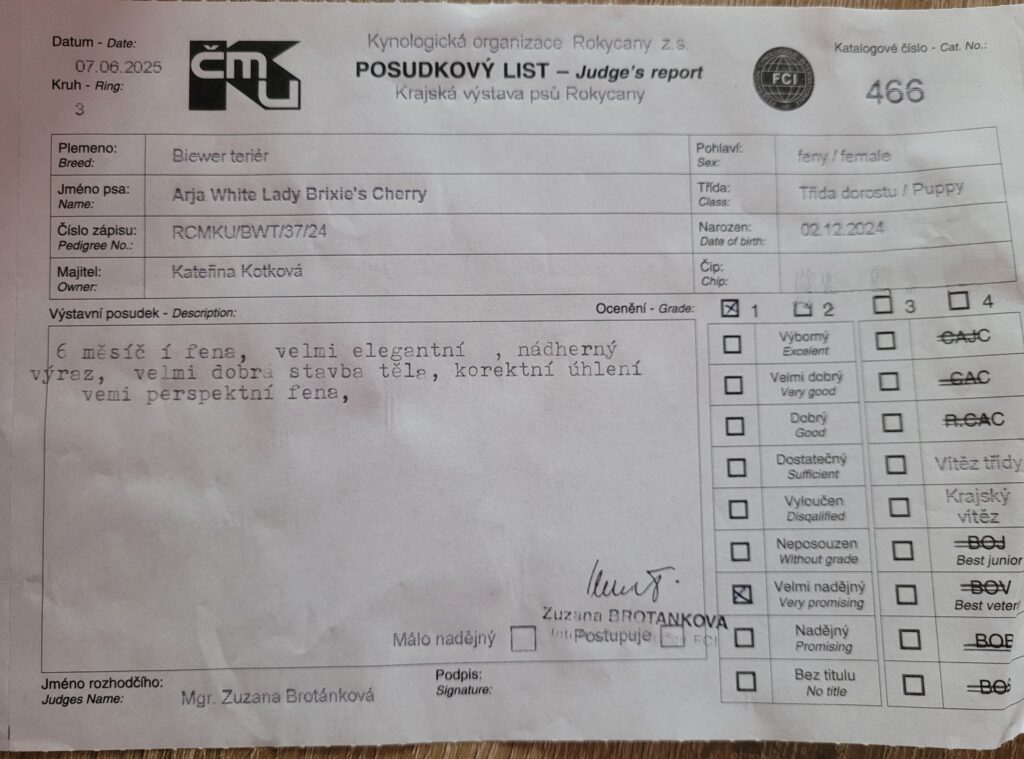 Datum - Date:
07.06.2025
Kruh - Ring:
3
ČMKU
Kynologická organizace Rokycany z.s.
POSUDKOVÝ LIST – Judge's report
Krajská výstava psů Rokycany
FCI
Katalogové číslo - Cat. No.:
466
Plemeno:
Breed:
Biewer teriér
Pohlaví:
Sex:
feny / female
Jméno psa:
Name:
Arja White Lady Brixie's Cherry
Třída:
Class:
Třída dorostu / Puppy
Číslo zápisu:
Pedigree No.:
RCMKU/BWT/37/24
Narozen:
Date of birth:
02.12.2024
Majitel:
Owner:
Kateřina Kotková
Čip:
Chip:
Výstavní posudek - Description:
Ocenění - Grade:
1 2 3 4
6 měsíč í fena, velmi elegantní , nádherný
výraz, velmi dobrá stavba těla, korektní úhlení
vemi perspektní fena,
Výborný
Excelent
CAJC
Velmi dobrý
Very good
CAC
Dobrý
Good
R.CAC
Dostatečný
Sufficient
Vítěz třídy
Vyloučen
Disqalified
Krajský
vítěz
Neposouzen
Without grade
BOJ
Best junior
Velmi nadějný
Very promising
BOV
Best veter
Nadějný
Promising
BOB
Bez titulu
No title
Zuzana BROTÁNKOVÁ
FCI
Málo nadějný
Postupuje
Jméno rozhodčího:
Judges Name:
Mgr. Zuzana Brotánková
Podpis:
Signature: